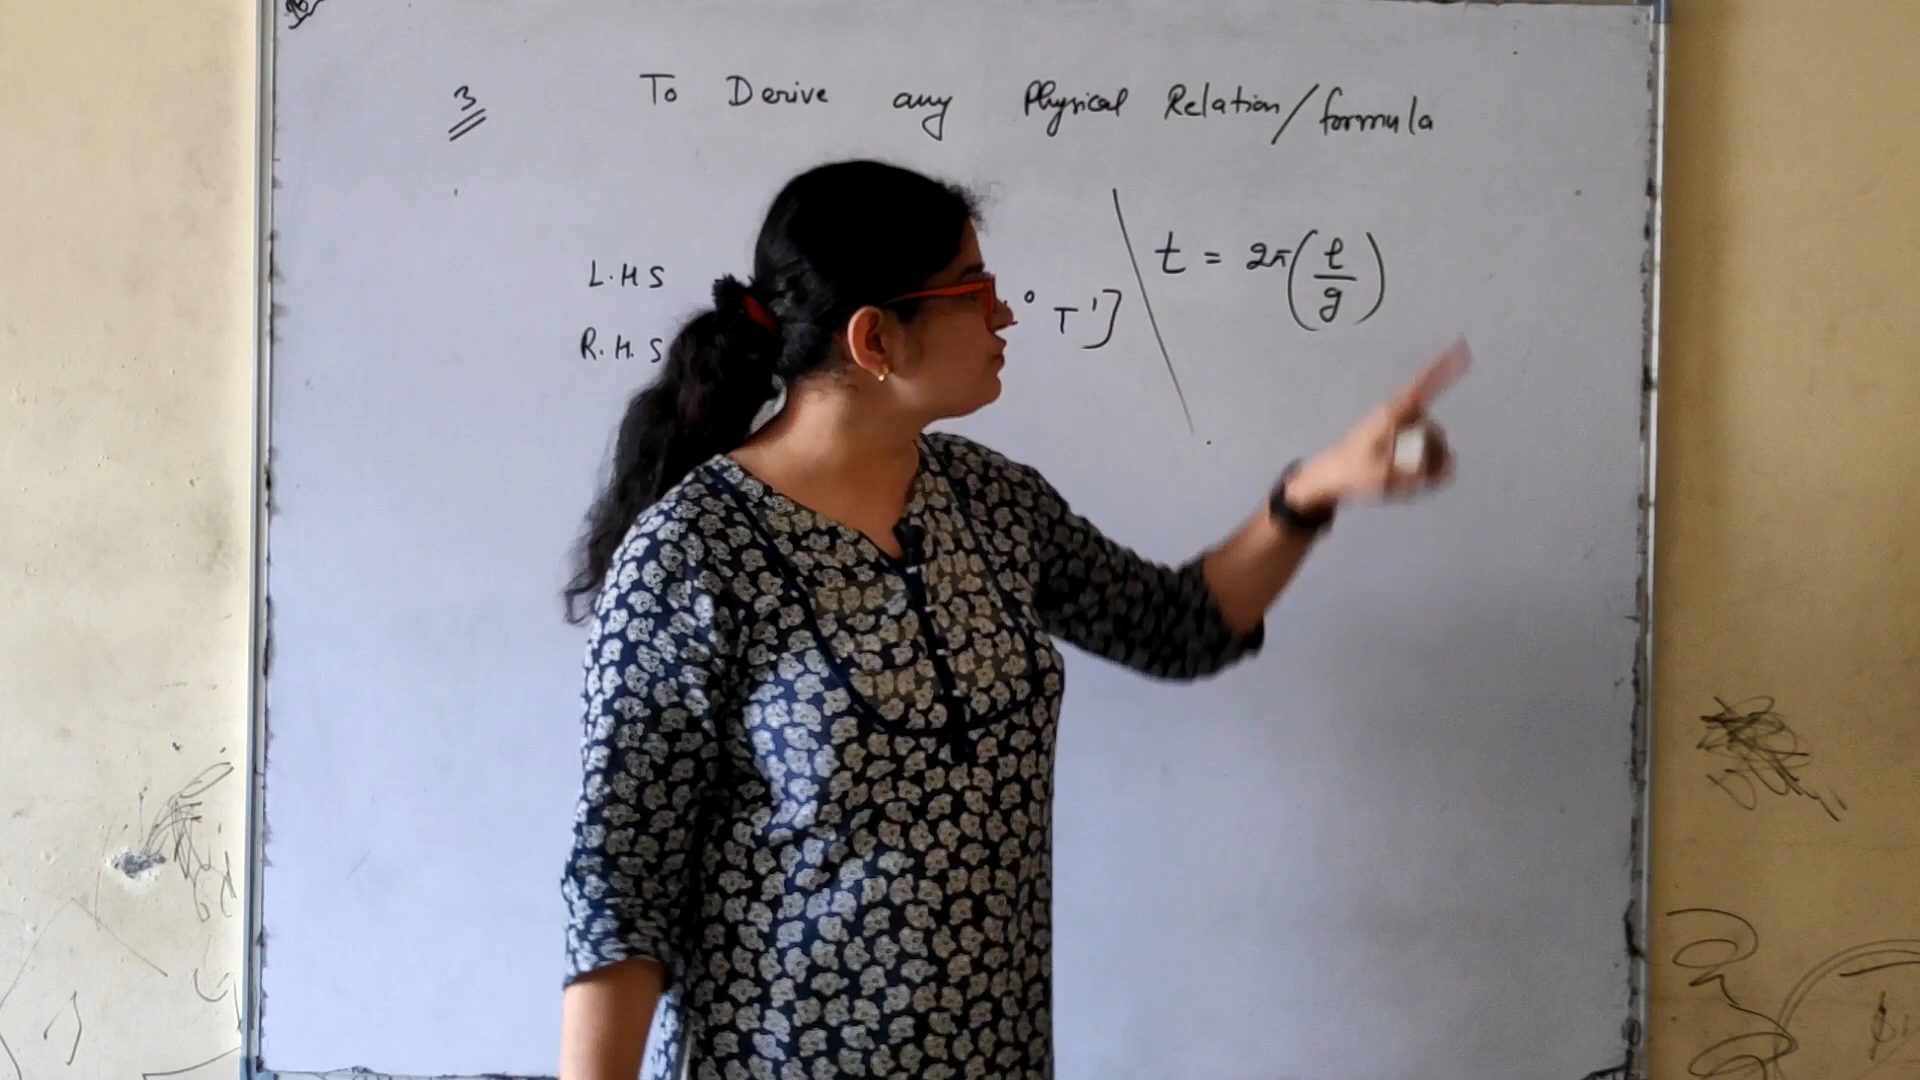 3 To Derive any Physical Relation/formula
t = 2π(l/g)
L.H.S
° T']
R.H.S